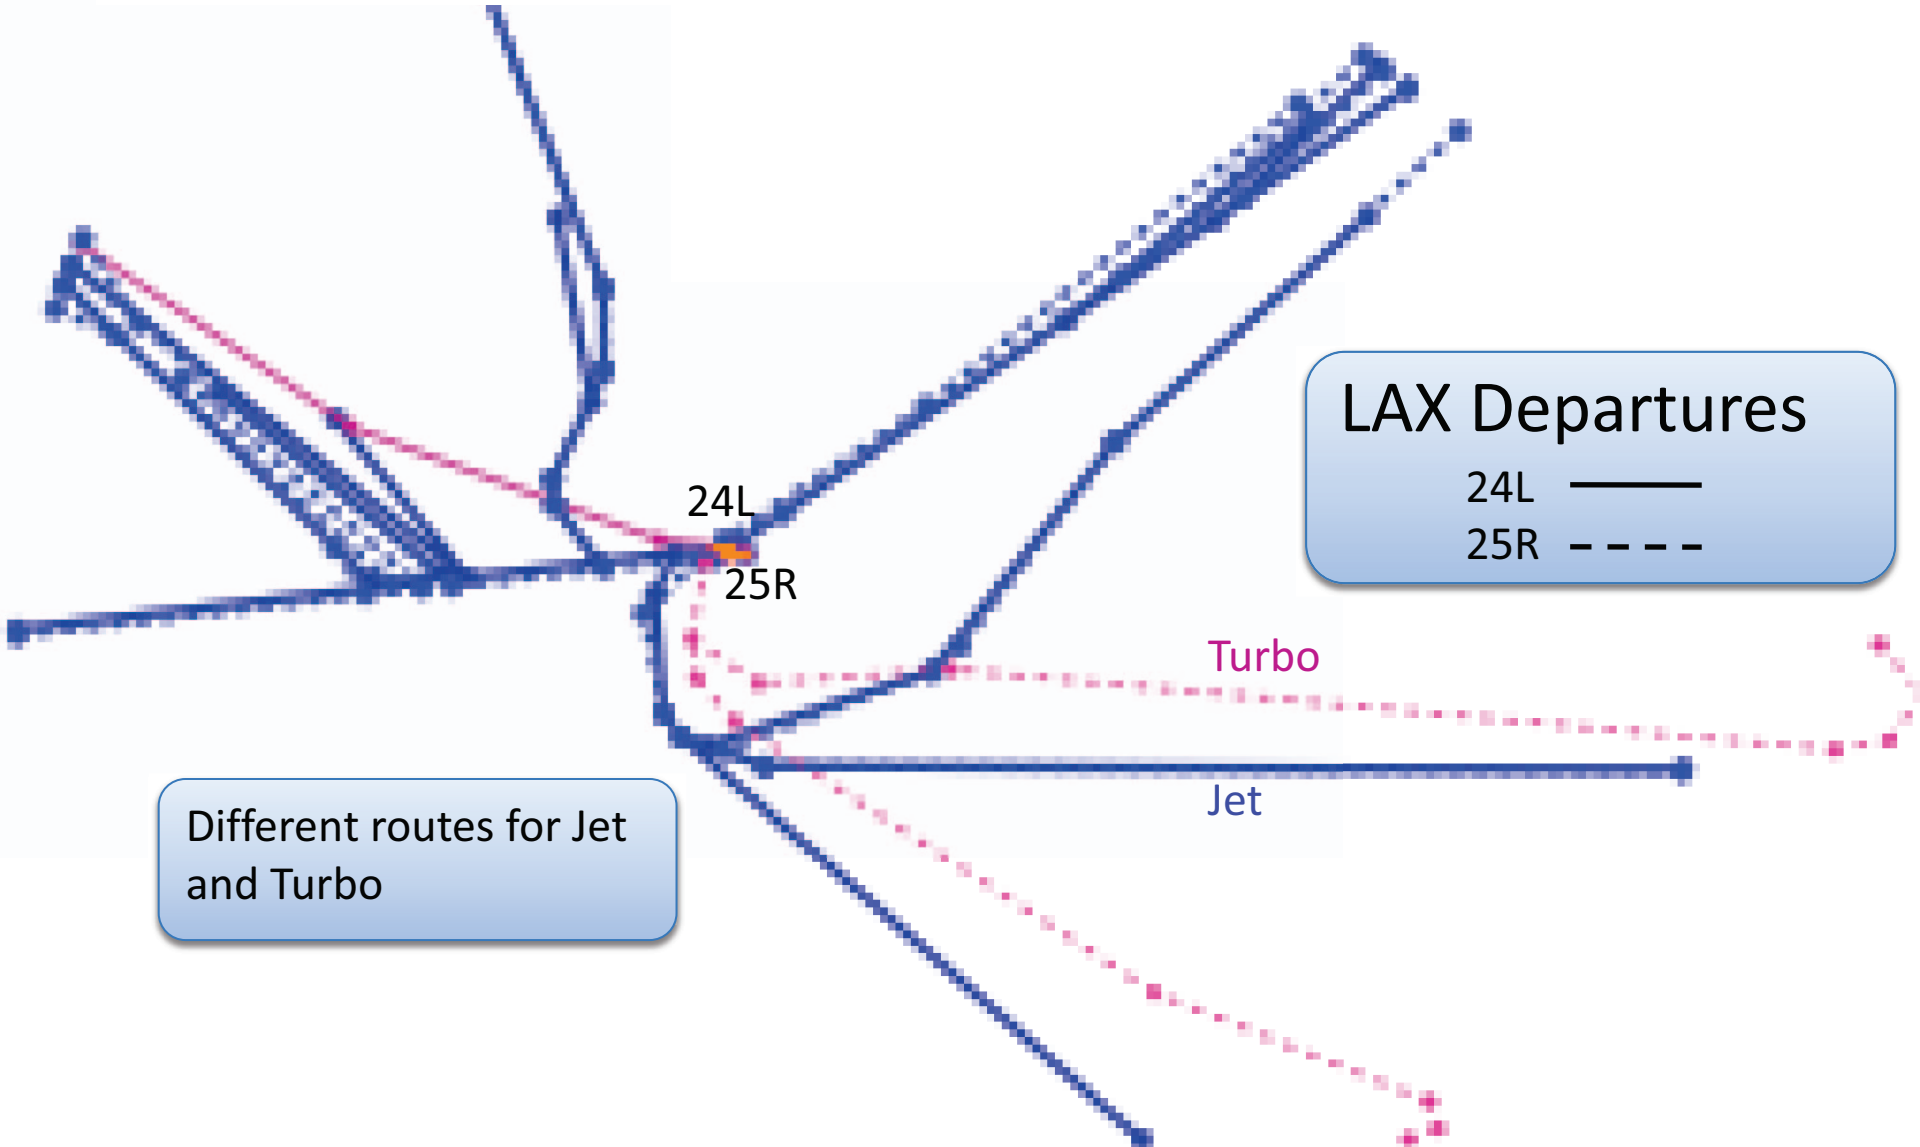 24L
25R
LAX Departures
24L
25R
Turbo
Jet
Different routes for Jet
and Turbo